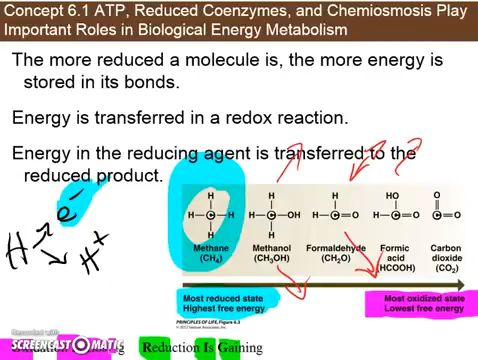 Concept 6.1 ATP, Reduced Coenzymes, and Chemiosmosis Play
Important Roles in Biological Energy Metabolism
The more reduced a molecule is, the more energy is
stored in its bonds.
Energy is transferred in a redox reaction.
Energy in the reducing agent is transferred to the
reduced product.
H e⁻
H⁺
H H H HO O
H—C—H H—C—OH C=O C=O C=O
H H H H
Methane Methanol Formaldehyde Formic Carbon
(CH4) (CH3OH) (CH2O) acid dioxide
(HCOOH) (CO2)
Most reduced state Most oxidized state
Highest free energy Lowest free energy
PRINCIPLES OF LIFE, Figure 6.3
Recorded with
SCREENCAST-O-MATIC
Reduction Is Gaining